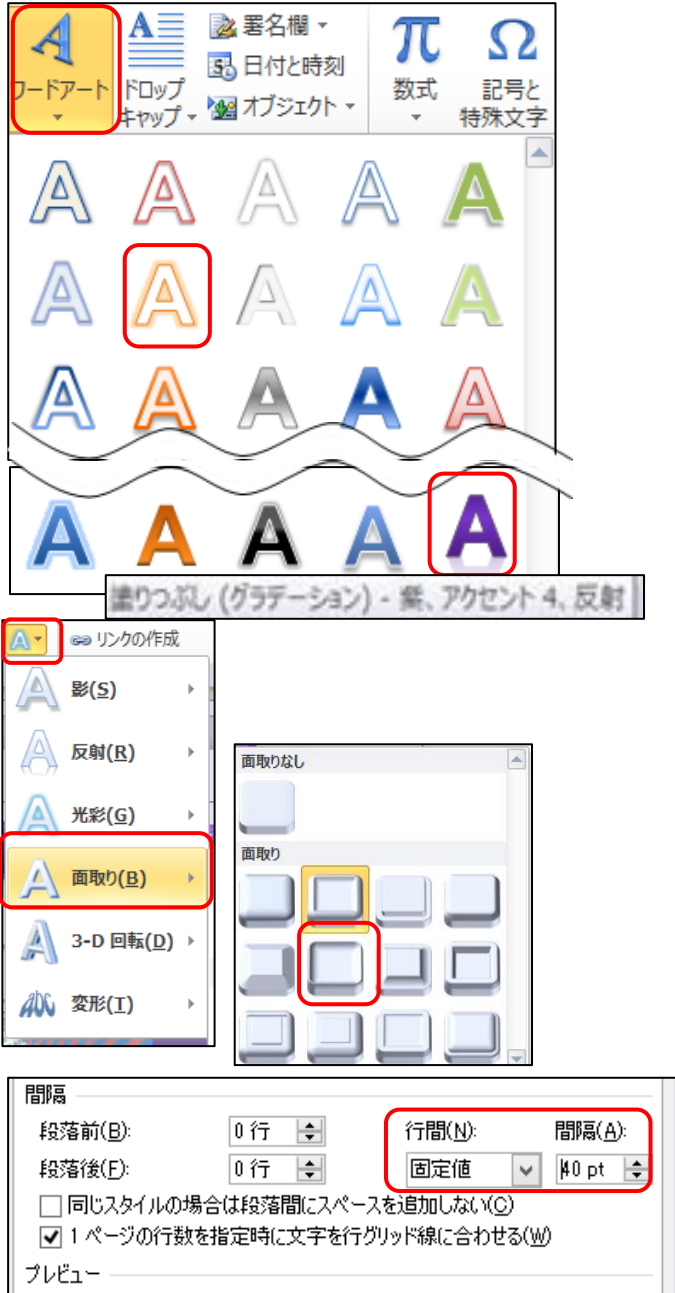 ワードアート
ドロップ
キャップ
署名欄
日付と時刻
オブジェクト
π
数式
Ω
記号と
特殊文字
A A A A A
A A A A A
A A A A A
A A A A A
塗りつぶし (グラデーション) - 紫、アクセント 4、反射
リンクの作成
影(S)
反射(R)
光彩(G)
面取り(B)
3-D 回転(D)
変形(T)
面取りなし
面取り
間隔
段落前(B): 0 行 行間(N): 間隔(A):
段落後(F): 0 行 固定値 40 pt
同じスタイルの場合は段落間にスペースを追加しない(C)
1 ページの行数を指定時に文字を行グリッド線に合わせる(W)
プレビュー